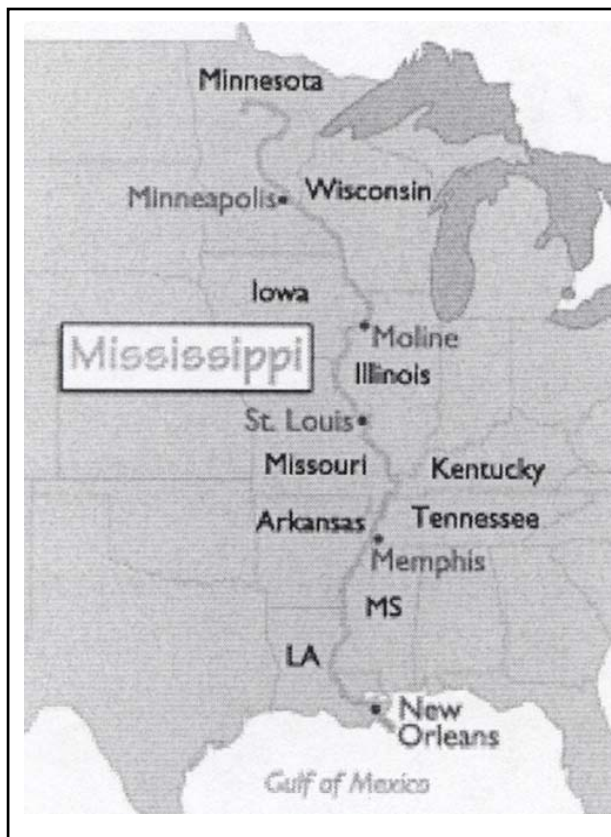 Minnesota
Minneapolis
Wisconsin
Iowa
Moline
Mississippi
Illinois
St. Louis
Missouri
Kentucky
Arkansas
Tennessee
Memphis
MS
LA
New
Orleans
Gulf of Mexico